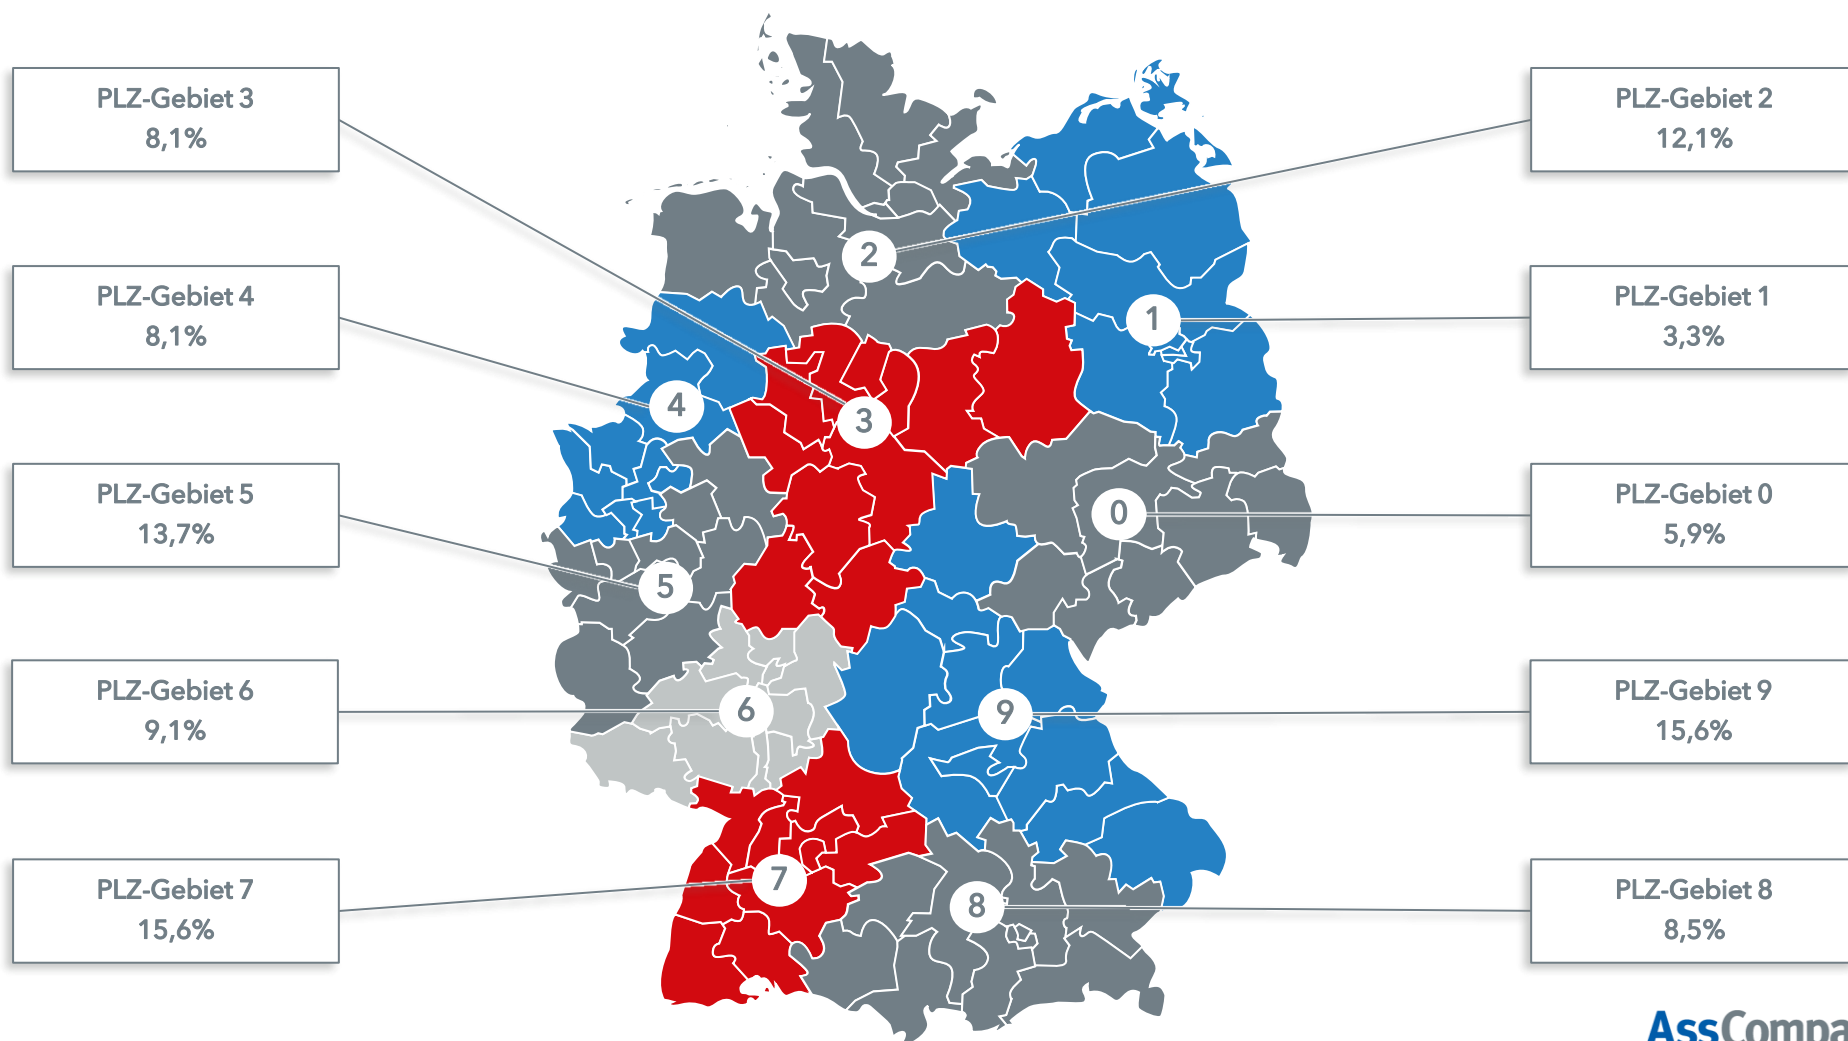 PLZ-Gebiet 3
8,1%
PLZ-Gebiet 4
8,1%
PLZ-Gebiet 5
13,7%
PLZ-Gebiet 6
9,1%
PLZ-Gebiet 7
15,6%
2
1
4
3
0
5
6
9
7
8
PLZ-Gebiet 2
12,1%
PLZ-Gebiet 1
3,3%
PLZ-Gebiet 0
5,9%
PLZ-Gebiet 9
15,6%
PLZ-Gebiet 8
8,5%
AssCompa